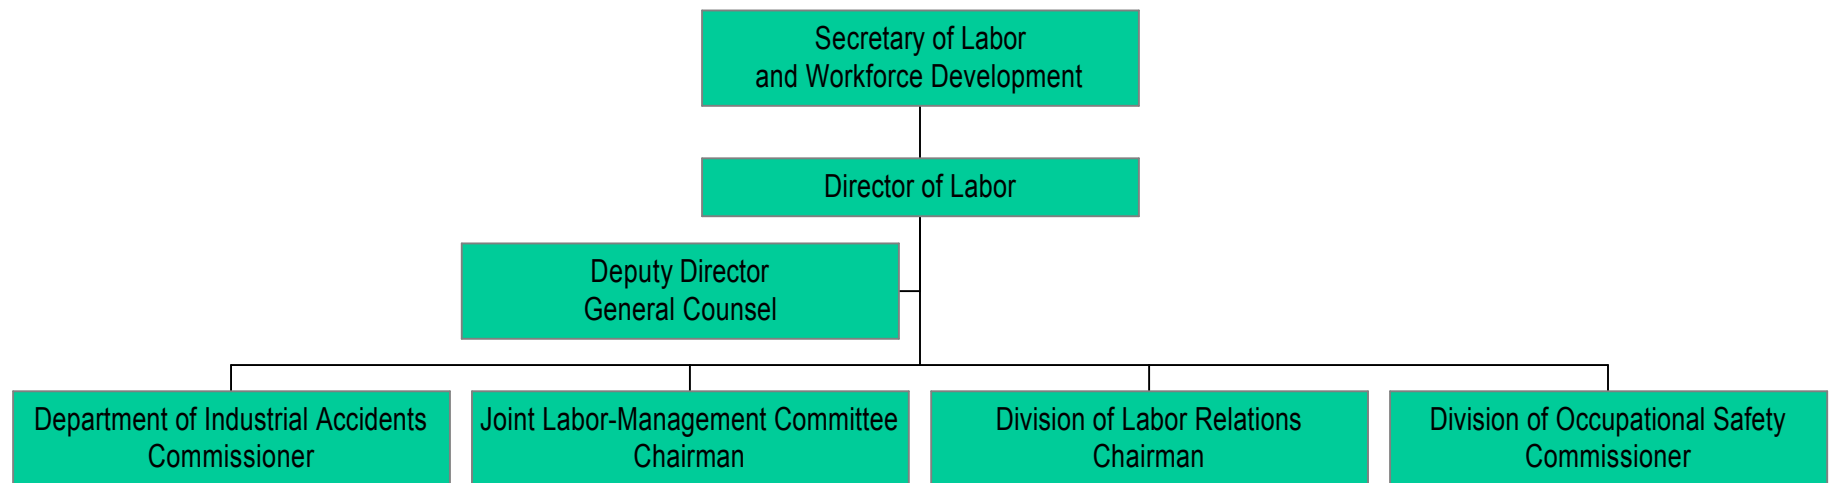 Secretary of Labor
and Workforce Development
Director of Labor
Deputy Director
General Counsel
Department of Industrial Accidents
Commissioner
Joint Labor-Management Committee
Chairman
Division of Labor Relations
Chairman
Division of Occupational Safety
Commissioner